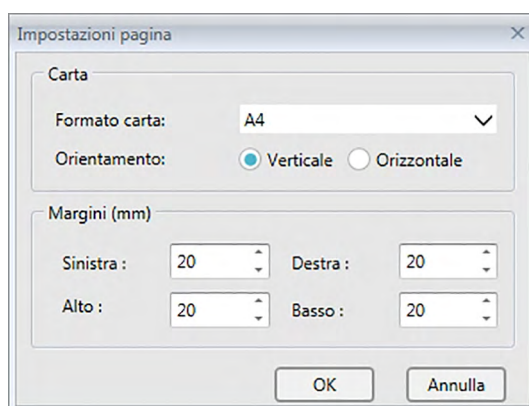 Impostazioni pagina
Carta
Formato carta: A4
Orientamento: Verticale Orizzontale
Margini (mm)
Sinistra : 20 Destra : 20
Alto : 20 Basso : 20
OK Annulla